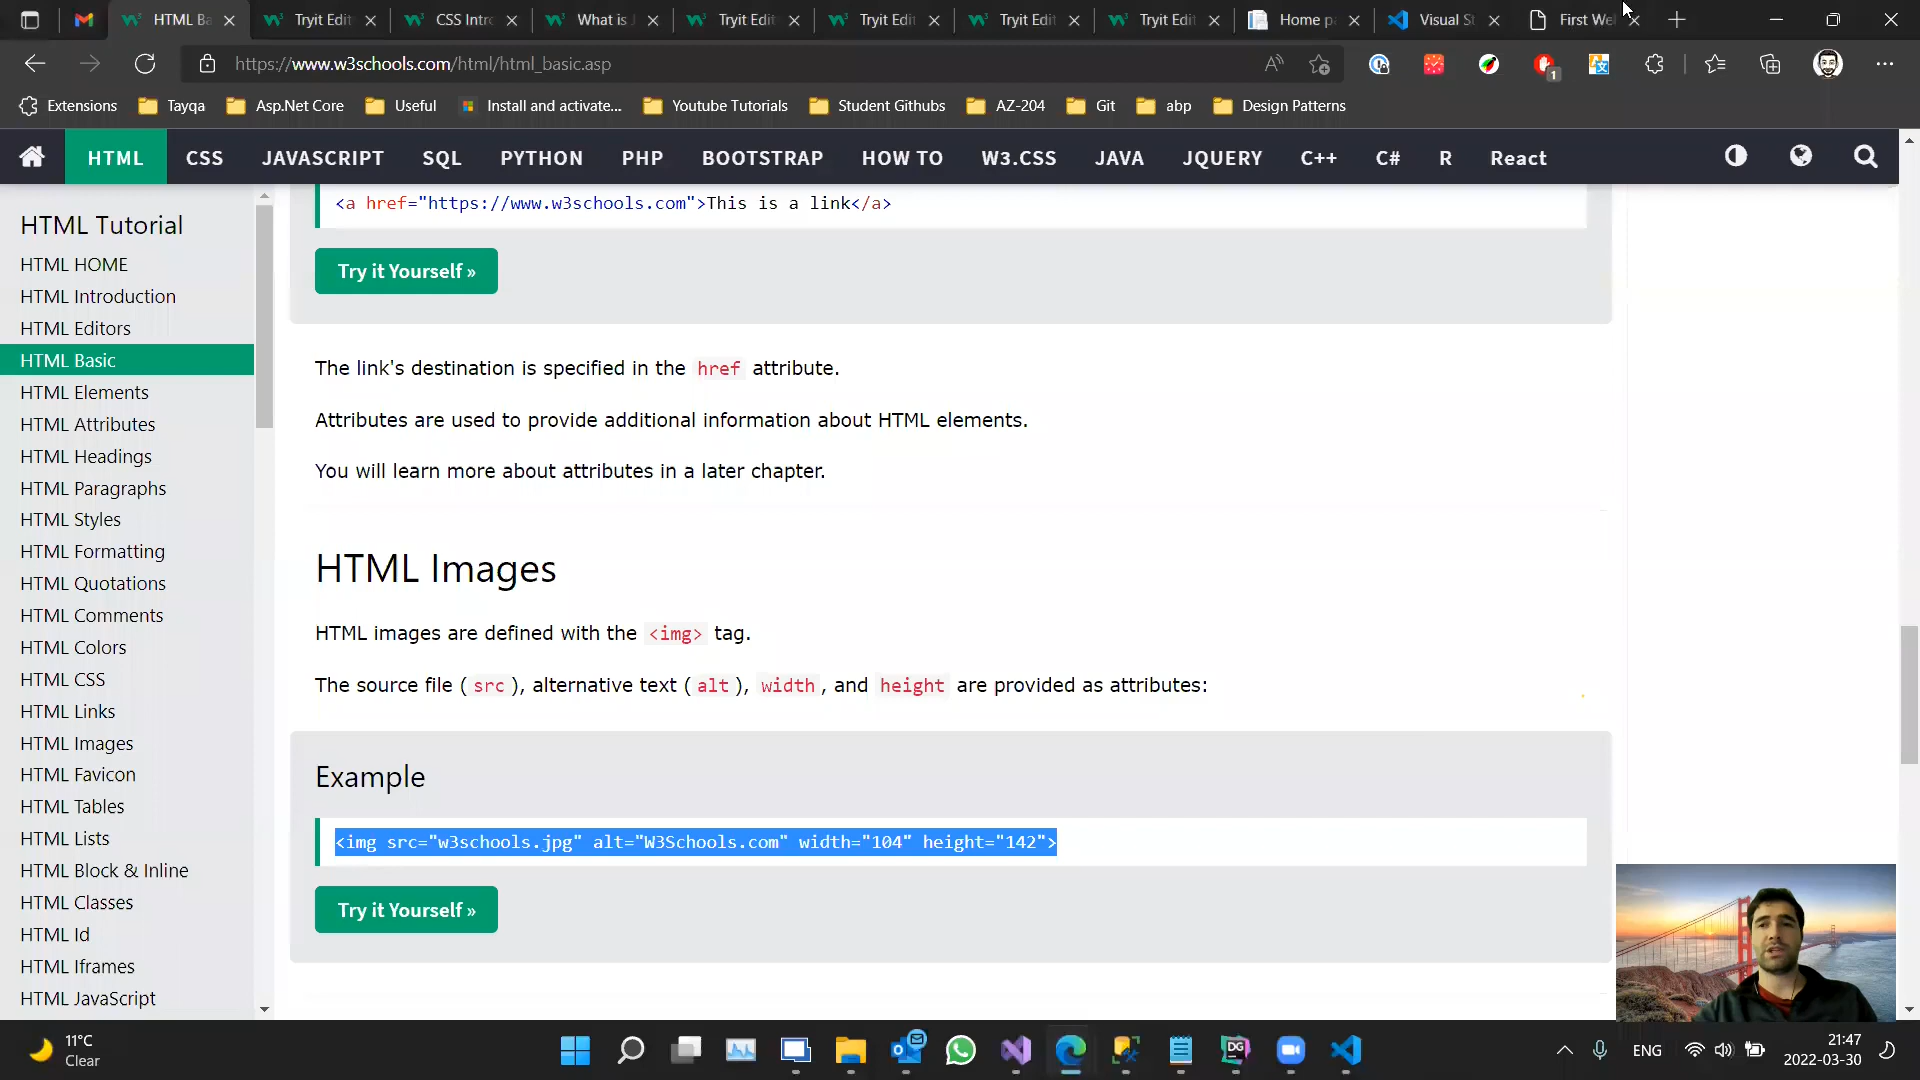 HTML Ba
Tryit Edit
CSS Intr
What is J
Tryit Edit
Tryit Edit
Tryit Edit
Tryit Edit
Home p
Visual St
First We
https://www.w3schools.com/html/html_basic.asp
1
Extensions
Tayqa
Asp.Net Core
Useful
Install and activate...
Youtube Tutorials
Student Githubs
AZ-204
Git
abp
Design Patterns
HTML
CSS
JAVASCRIPT
SQL
PYTHON
PHP
BOOTSTRAP
HOW TO
W3.CSS
JAVA
JQUERY
C++
C#
R
React
HTML Tutorial
HTML HOME
HTML Introduction
HTML Editors
HTML Basic
HTML Elements
HTML Attributes
HTML Headings
HTML Paragraphs
HTML Styles
HTML Formatting
HTML Quotations
HTML Comments
HTML Colors
HTML CSS
HTML Links
HTML Images
HTML Favicon
HTML Tables
HTML Lists
HTML Block & Inline
HTML Classes
HTML Id
HTML Iframes
HTML JavaScript
<a href="https://www.w3schools.com">This is a link</a>
Try it Yourself »
The link's destination is specified in the href attribute.
Attributes are used to provide additional information about HTML elements.
You will learn more about attributes in a later chapter.
HTML Images
HTML images are defined with the <img> tag.
The source file ( src ), alternative text ( alt ), width , and height are provided as attributes:
Example
<img src="w3schools.jpg" alt="W3Schools.com" width="104" height="142">
Try it Yourself »
11°C
Clear
DG
ENG
21:47
2022-03-30